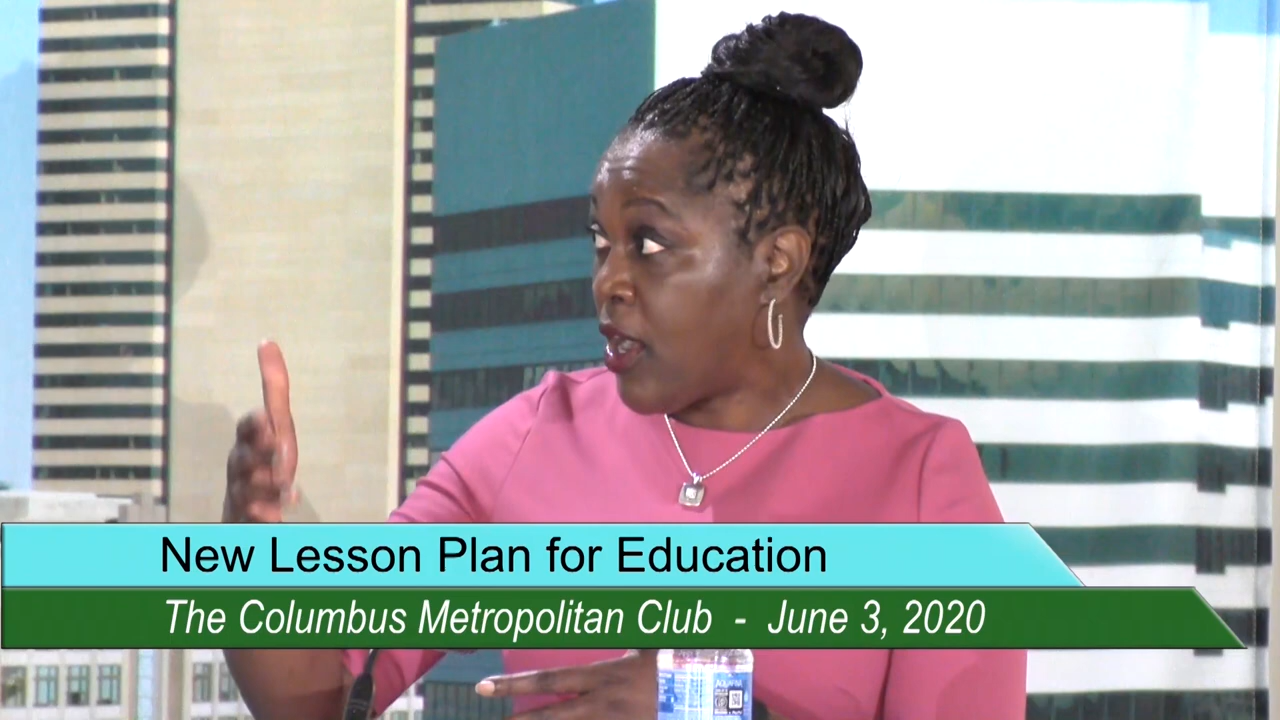 New Lesson Plan for Education
The Columbus Metropolitan Club - June 3, 2020